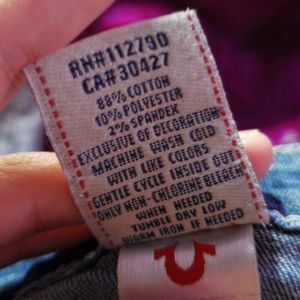 RN#112790
CA#30427
88% COTTON
10% POLYESTER
2% SPANDEX
EXCLUSIVE OF DECORATION
MACHINE WASH COLD
WITH LIKE COLORS
GENTLE CYCLE INSIDE OUT
ONLY NON-CHLORINE BLEACH
WHEN NEEDED
TUMBLE DRY LOW
WARM IRON IF NEEDED